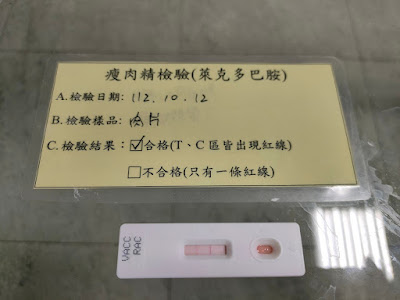 瘦肉精檢驗(萊克多巴胺)
A.檢驗日期: 112.10.12
B.檢驗樣品: 肉片
C.檢驗結果：☑合格(T、C區皆出現紅線)
☐不合格(只有一條紅線)
VACC
RAC